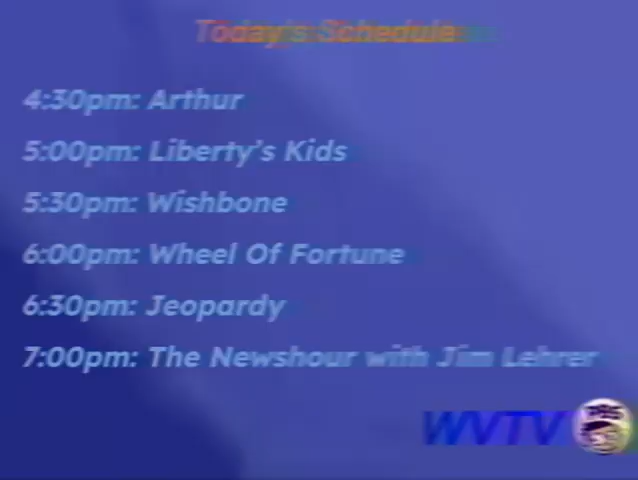 Today's Schedule
4:30pm: Arthur
5:00pm: Liberty's Kids
5:30pm: Wishbone
6:00pm: Wheel Of Fortune
6:30pm: Jeopardy
7:00pm: The Newshour with Jim Lehrer
WVTV
PBS